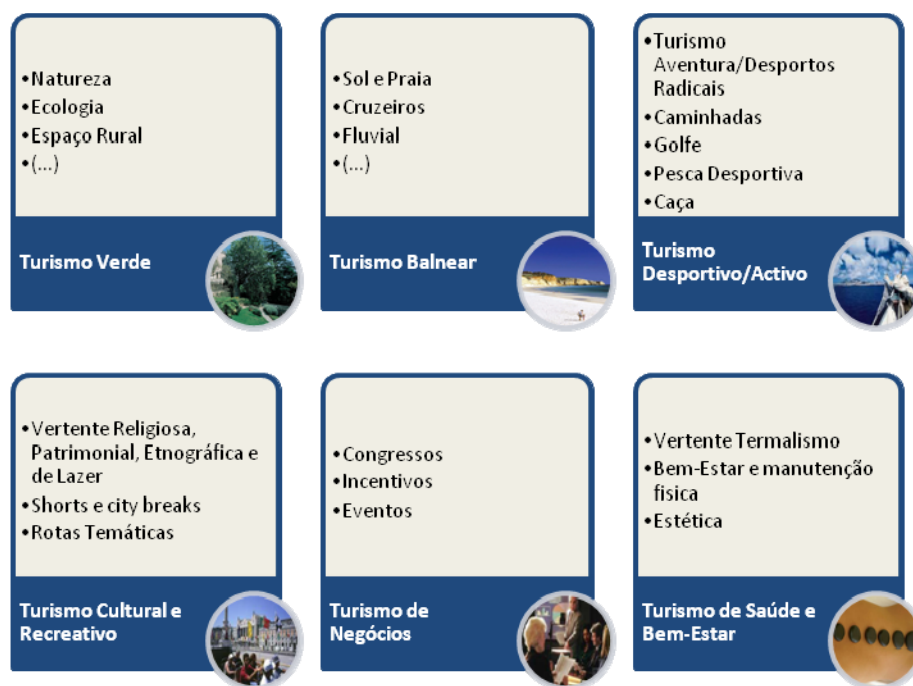 •Natureza
•Ecologia
•Espaço Rural
•(...)
Turismo Verde
•Sol e Praia
•Cruzeiros
•Fluvial
•(...)
Turismo Balnear
•Turismo
Aventura/Desportos
Radicais
•Caminhadas
•Golfe
•Pesca Desportiva
•Caça
Turismo
Desportivo/Activo
•Vertente Religiosa,
Patrimonial, Etnográfica e
de Lazer
•Shorts e city breaks
•Rotas Temáticas
Turismo Cultural e
Recreativo
•Congressos
•Incentivos
•Eventos
Turismo de
Negócios
•Vertente Termalismo
•Bem-Estar e manutenção
fisica
•Estética
Turismo de Saúde e
Bem-Estar